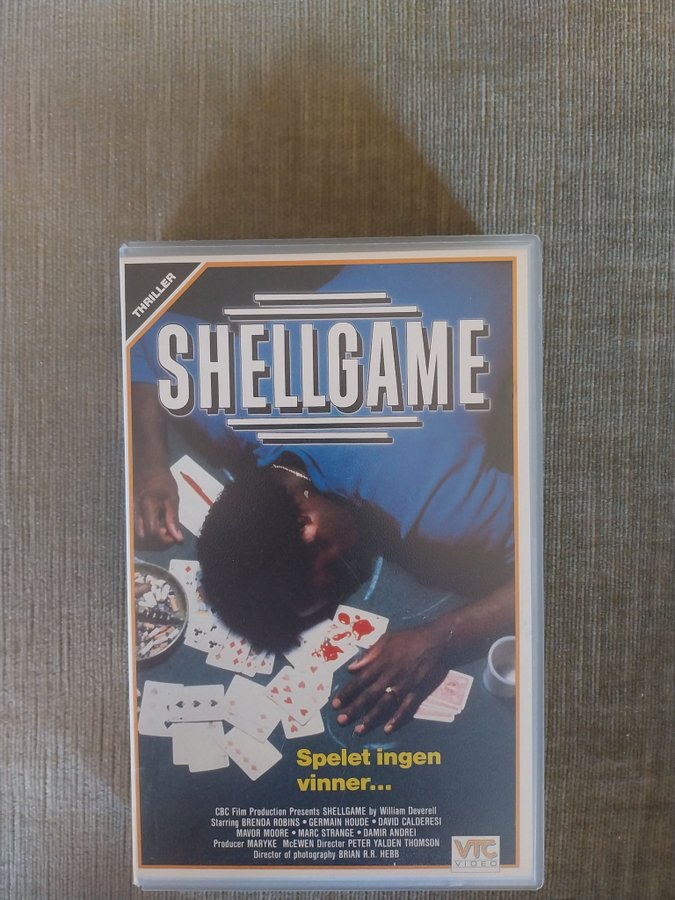 THRILLER
SHELLGAME
Spelet ingen
vinner...
CBC Film Production Presents SHELLGAME by William Deverell
Starring BRENDA ROBINS • GERMAIN HOUDE • DAVID CALDERESI
MAVOR MOORE • MARC STRANGE • DAMIR ANDREI
Producer MARYKE McEWEN Director PETER YALDEN THOMSON
Director of photography BRIAN R.R. HEBB
VTC
VIDEO